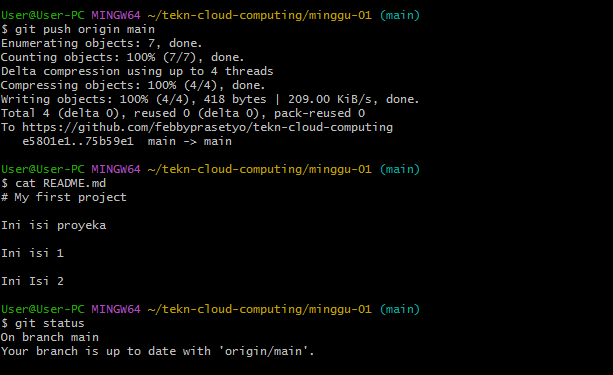 User@User-PC MINGW64 ~/tekn-cloud-computing/minggu-01 (main)
$ git push origin main
Enumerating objects: 7, done.
Counting objects: 100% (7/7), done.
Delta compression using up to 4 threads
Compressing objects: 100% (4/4), done.
Writing objects: 100% (4/4), 418 bytes | 209.00 KiB/s, done.
Total 4 (delta 0), reused 0 (delta 0), pack-reused 0
To https://github.com/febbyprasetyo/tekn-cloud-computing
   e5801e1..75b59e1  main -> main
User@User-PC MINGW64 ~/tekn-cloud-computing/minggu-01 (main)
$ cat README.md
# My first project
Ini isi proyeka
Ini isi 1
Ini Isi 2
User@User-PC MINGW64 ~/tekn-cloud-computing/minggu-01 (main)
$ git status
On branch main
Your branch is up to date with 'origin/main'.